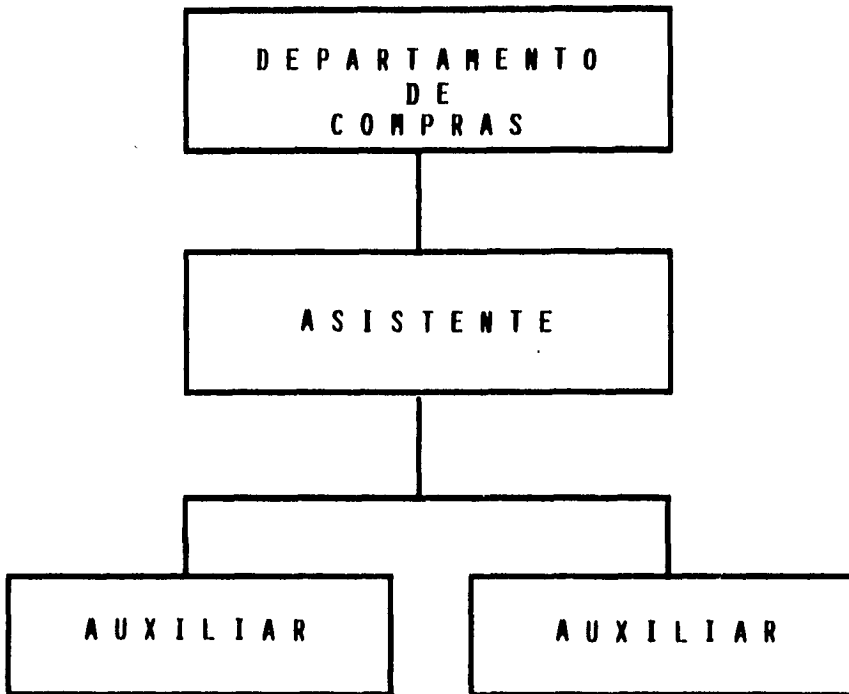 DEPARTAMENTO
DE
COMPRAS
ASISTENTE
AUXILIAR
AUXILIAR